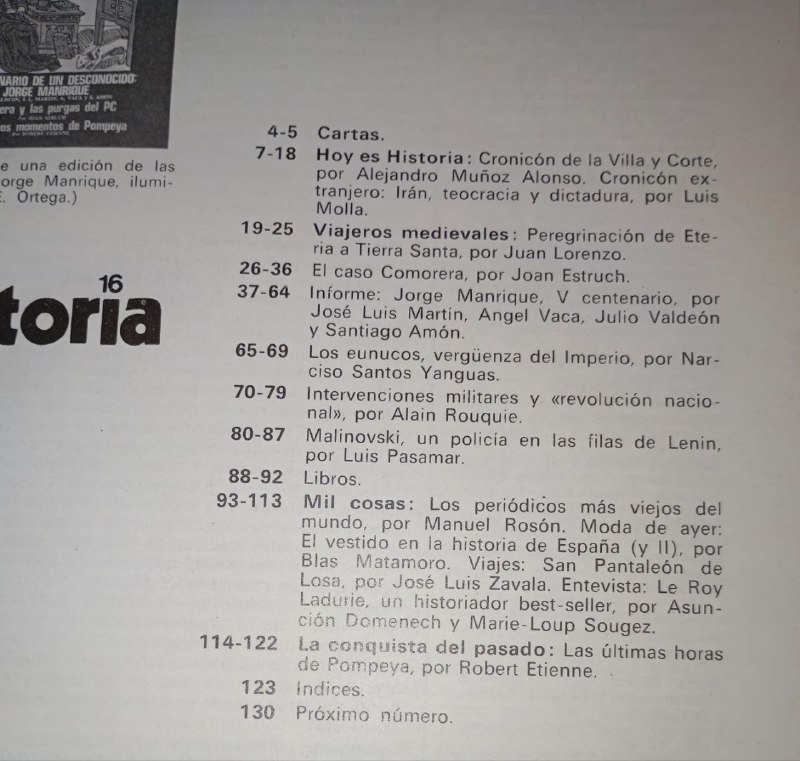 NARIO DE UN DESCONOCIDO:
JORGE MANRIQUE
era y las purgas del PC
Por JOAN ESTRUCH
os momentos de Pompeya
Por ROBERT ETIENNE
e una edición de las
orge Manrique, ilumi-
E. Ortega.)
16
toria
4-5 Cartas.
7-18 Hoy es Historia: Cronicón de la Villa y Corte,
por Alejandro Muñoz Alonso. Cronicón ex-
tranjero: Irán, teocracia y dictadura, por Luis
Molla.
19-25 Viajeros medievales: Peregrinación de Ete-
ria a Tierra Santa, por Juan Lorenzo.
26-36 El caso Comorera, por Joan Estruch.
37-64 Informe: Jorge Manrique, V centenario, por
José Luis Martín, Angel Vaca, Julio Valdeón
y Santiago Amón.
65-69 Los eunucos, vergüenza del Imperio, por Nar-
ciso Santos Yanguas.
70-79 Intervenciones militares y «revolución nacio-
nal», por Alain Rouquie.
80-87 Malinovski, un policía en las filas de Lenin,
por Luis Pasamar.
88-92 Libros.
93-113 Mil cosas: Los periódicos más viejos del
mundo, por Manuel Rosón. Moda de ayer:
El vestido en la historia de España (y II), por
Blas Matamoro. Viajes: San Pantaleón de
Losa, por José Luis Zavala. Entevista: Le Roy
Ladurie, un historiador best-seller, por Asun-
ción Domenech y Marie-Loup Sougez.
114-122 La conquista del pasado: Las últimas horas
de Pompeya, por Robert Etienne.
123 Indices.
130 Próximo número.